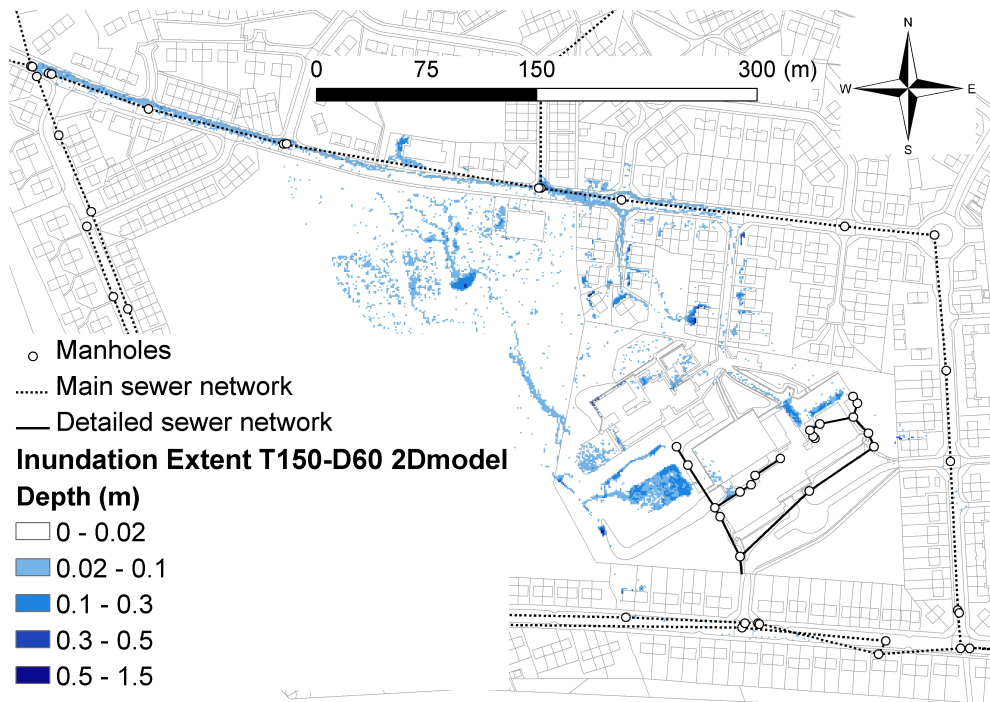 N
0 75 150 300 (m)
W E
S
Manholes
Main sewer network
Detailed sewer network
Inundation Extent T150-D60 2Dmodel
Depth (m)
0 - 0.02
0.02 - 0.1
0.1 - 0.3
0.3 - 0.5
0.5 - 1.5